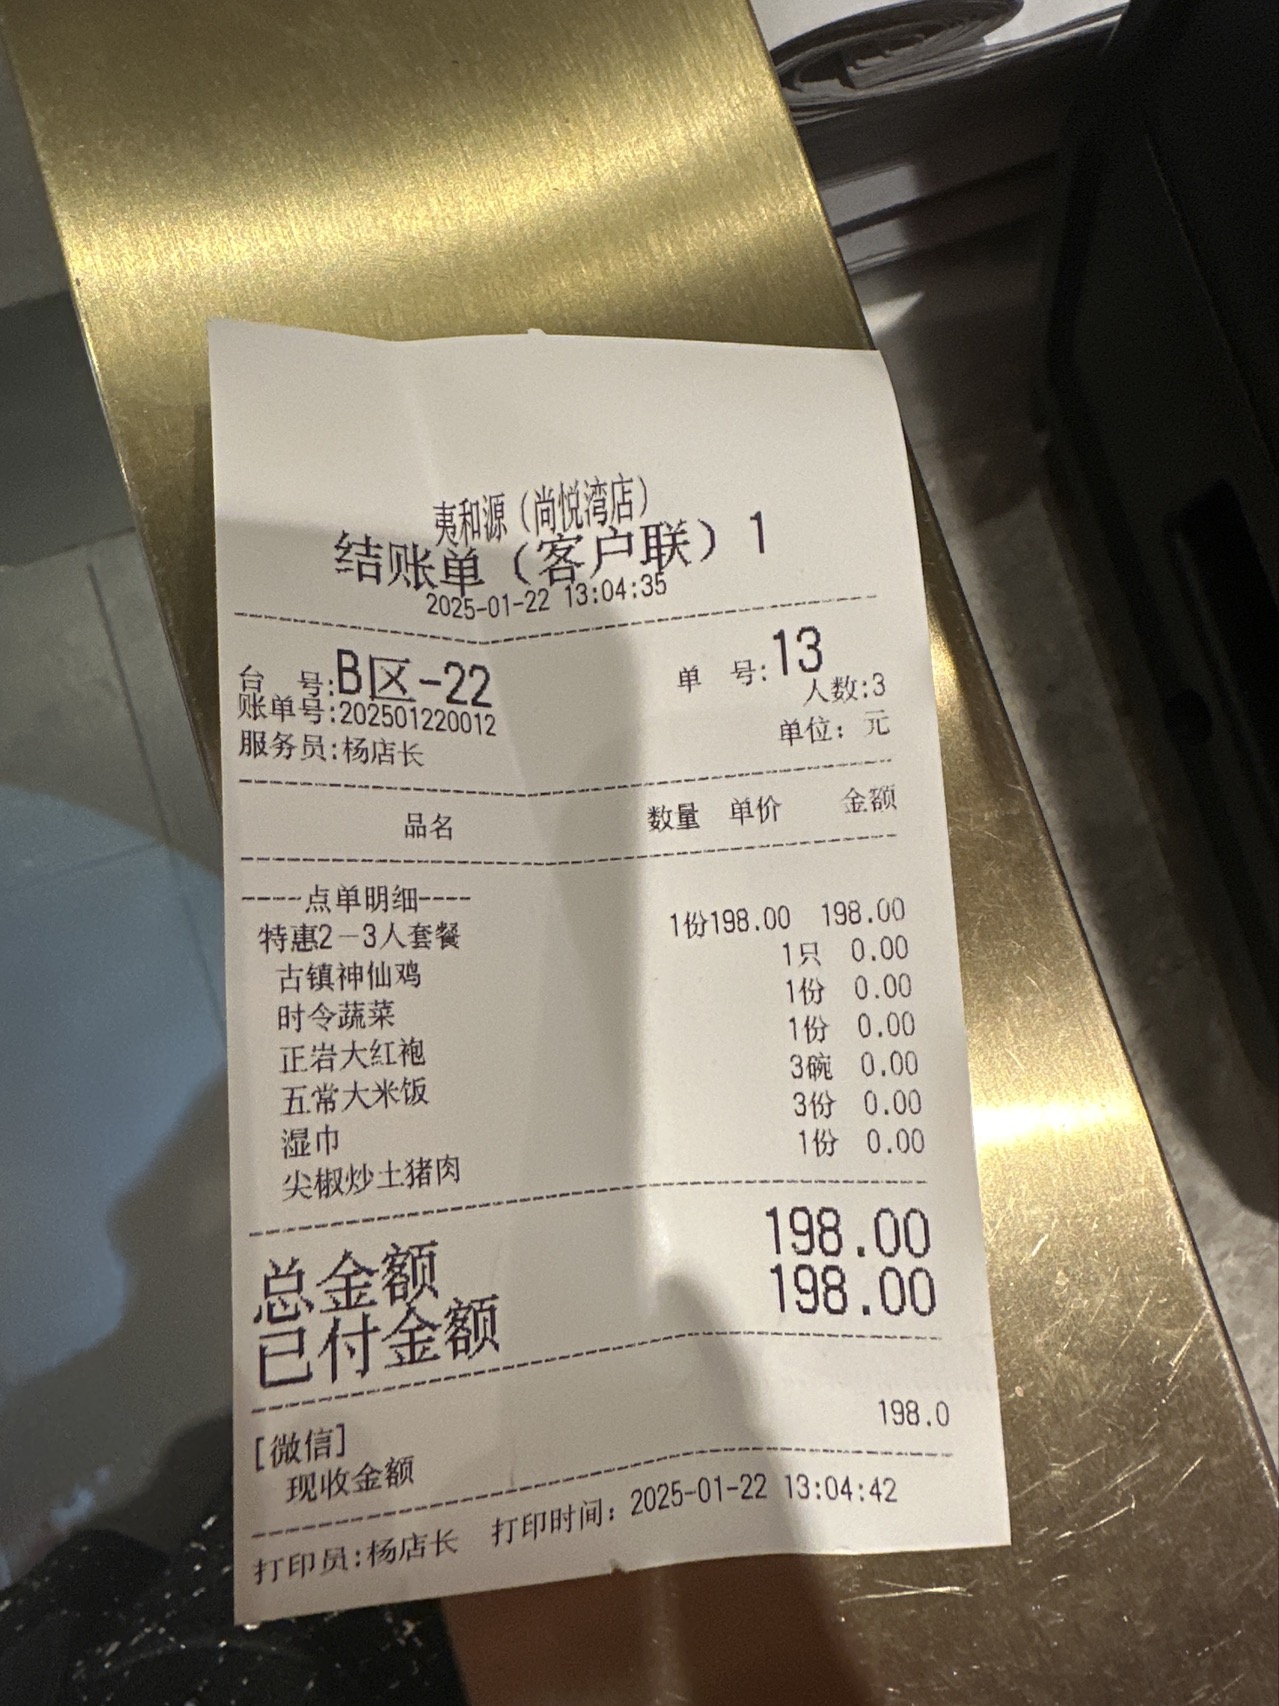 夷和源（尚悦湾店）
结账单（客户联）1
2025-01-22 13:04:35
台 号:B区-22 单 号:13
账单号:202501220012 人数:3
服务员:杨店长 单位: 元
品名 数量 单价 金额
----点单明细----
特惠2-3人套餐 1份198.00 198.00
古镇神仙鸡 1只 0.00
时令蔬菜 1份 0.00
正岩大红袍 1份 0.00
五常大米饭 3碗 0.00
湿巾 3份 0.00
尖椒炒土猪肉 1份 0.00
总金额 198.00
已付金额 198.00
[微信]
现收金额 198.0
打印员:杨店长 打印时间: 2025-01-22 13:04:42